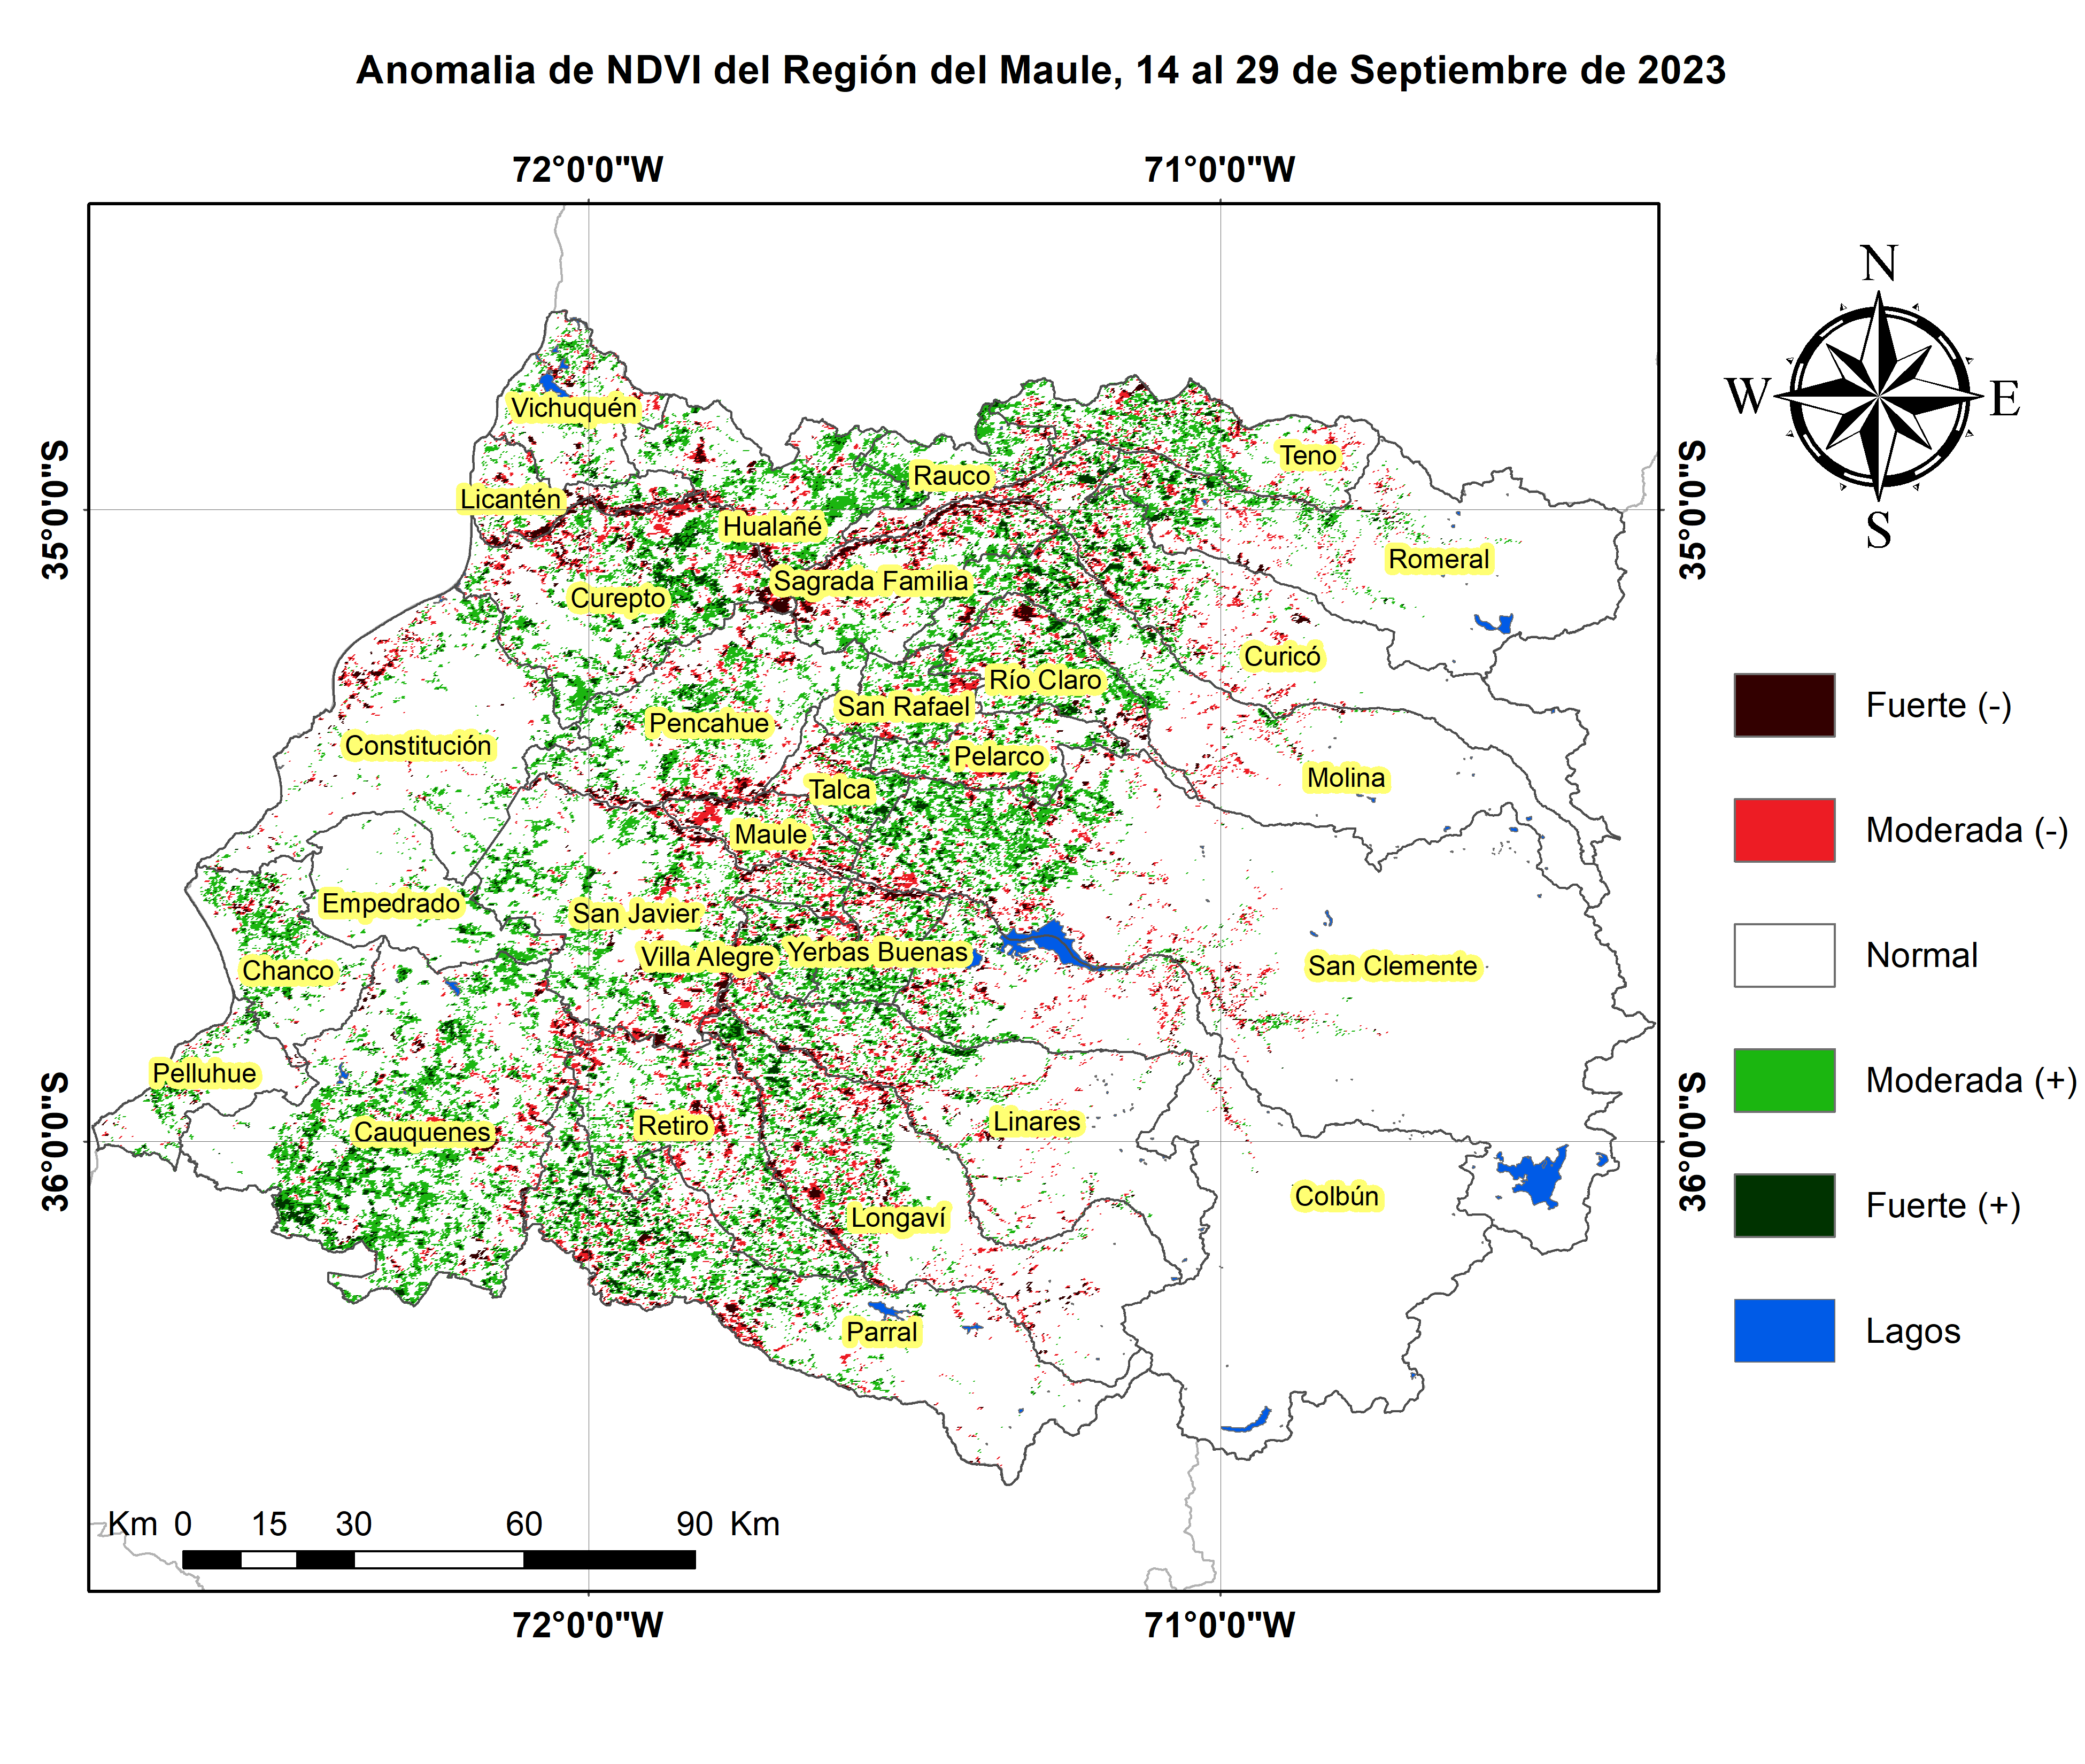 Anomalia de NDVI del Región del Maule, 14 al 29 de Septiembre de 2023
72°0'0"W
71°0'0"W
N
W
E
S
35°0'0"S
35°0'0"S
36°0'0"S
36°0'0"S
Vichuquén
Teno
Rauco
Licantén
Hualañé
Romeral
Sagrada Familia
Curepto
Curicó
Río Claro
San Rafael
Pencahue
Constitución
Pelarco
Molina
Talca
Maule
Empedrado
San Javier
Villa Alegre
Yerbas Buenas
San Clemente
Chanco
Pelluhue
Linares
Retiro
Cauquenes
Colbún
Longaví
Parral
Fuerte (-)
Moderada (-)
Normal
Moderada (+)
Fuerte (+)
Lagos
Km 0 15 30 60 90 Km
72°0'0"W
71°0'0"W